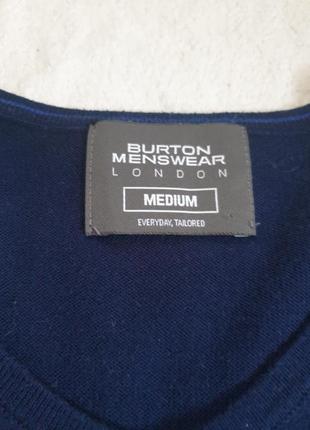 BURTON
MENSWEAR
LONDON
MEDIUM
EVERYDAY, TAILORED